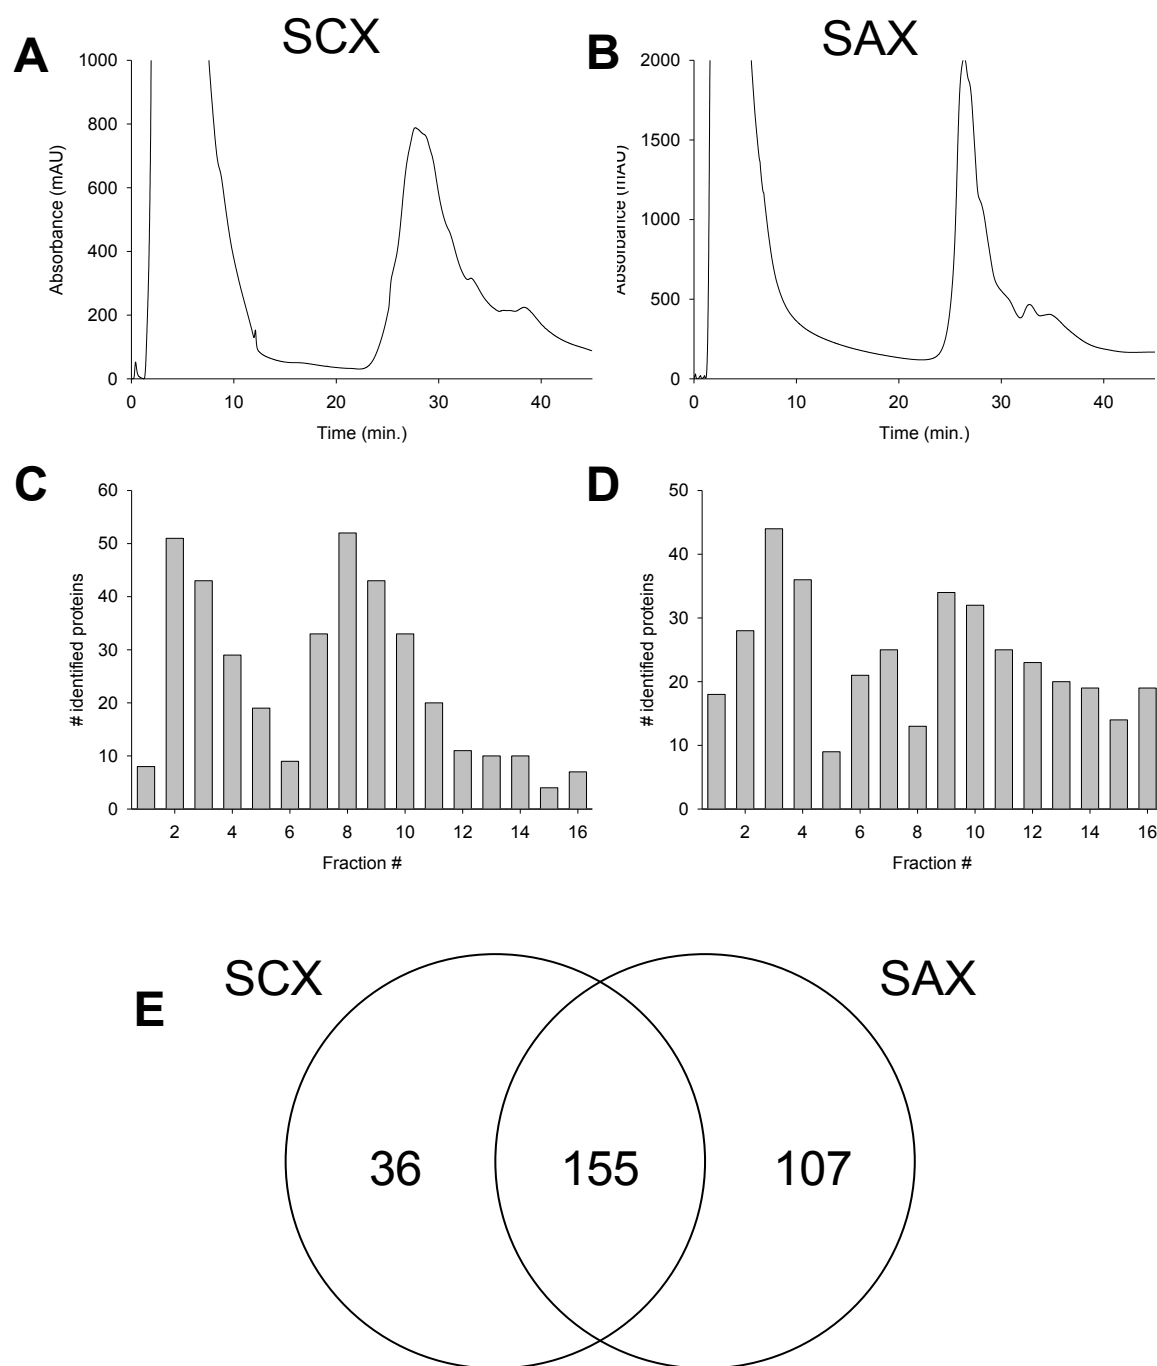 A SCX
1000
800
600
400
200
0
Absorbance (mAU)
0 10 20 30 40
Time (min.)
B SAX
2000
1500
1000
500
0
Absorbance (mAU)
0 10 20 30 40
Time (min.)
C
60
50
40
30
20
10
0
# identified proteins
2 4 6 8 10 12 14 16
Fraction #
D
50
40
30
20
10
0
# identified proteins
2 4 6 8 10 12 14 16
Fraction #
E
SCX SAX
36 155 107